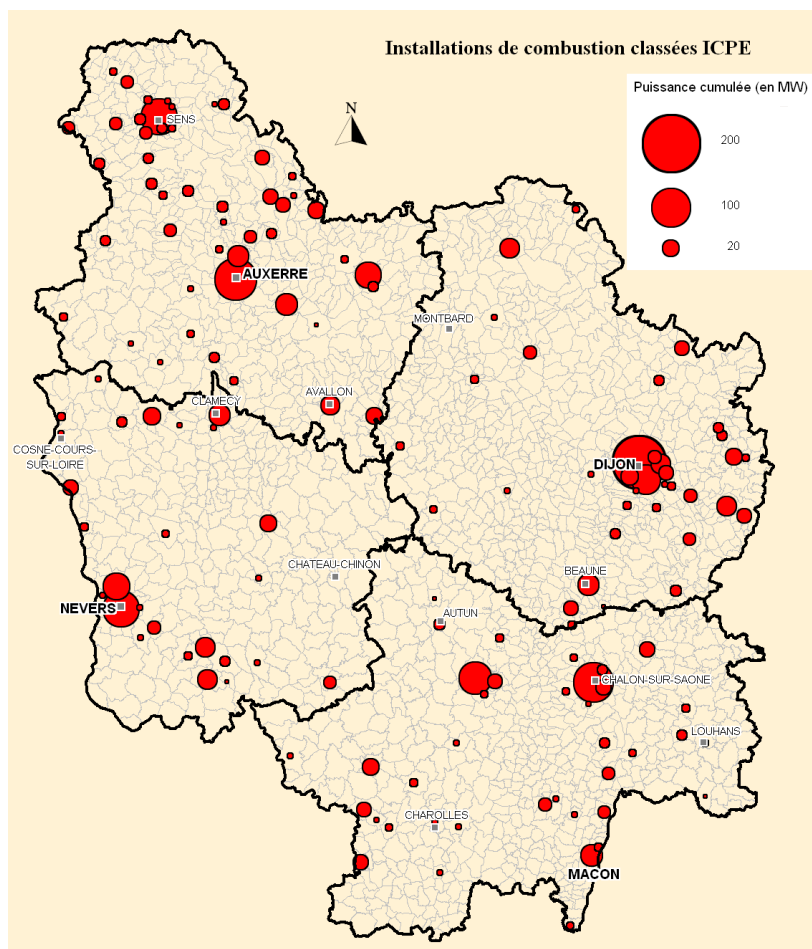 Installations de combustion classées ICPE
Puissance cumulée (en MW)
200
100
20
N
SENS
AUXERRE
MONTBARD
AVALLON
CLAMECY
COSNE-COURS-
SUR-LOIRE
DIJON
CHATEAU-CHINON
BEAUNE
NEVERS
AUTUN
CHALON-SUR-SAONE
LOUHANS
CHAROLLES
MACON